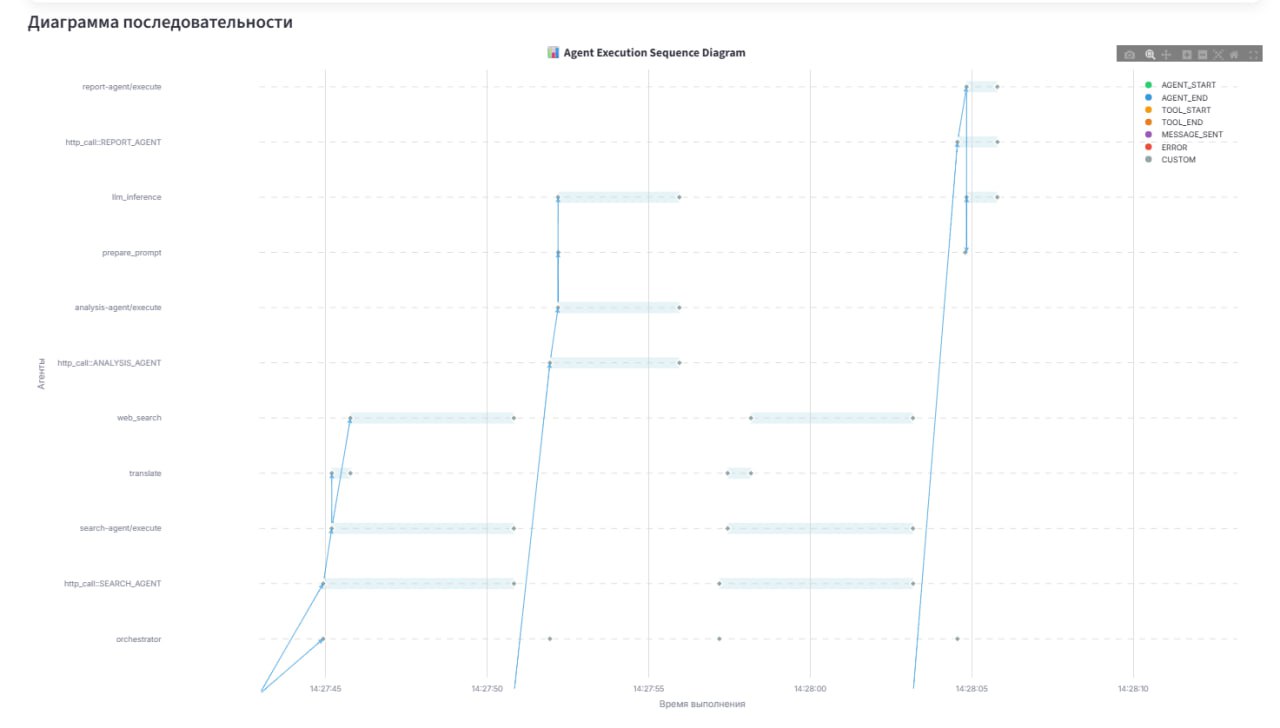 Диаграмма последовательности
📊 Agent Execution Sequence Diagram
AGENT_START
AGENT_END
TOOL_START
TOOL_END
MESSAGE_SENT
ERROR
CUSTOM
Агенты
report-agent/execute
http_call::REPORT_AGENT
llm_inference
prepare_prompt
analysis-agent/execute
http_call::ANALYSIS_AGENT
web_search
translate
search-agent/execute
http_call::SEARCH_AGENT
orchestrator
14:27:45 14:27:50 14:27:55 14:28:00 14:28:05 14:28:10
Время выполнения